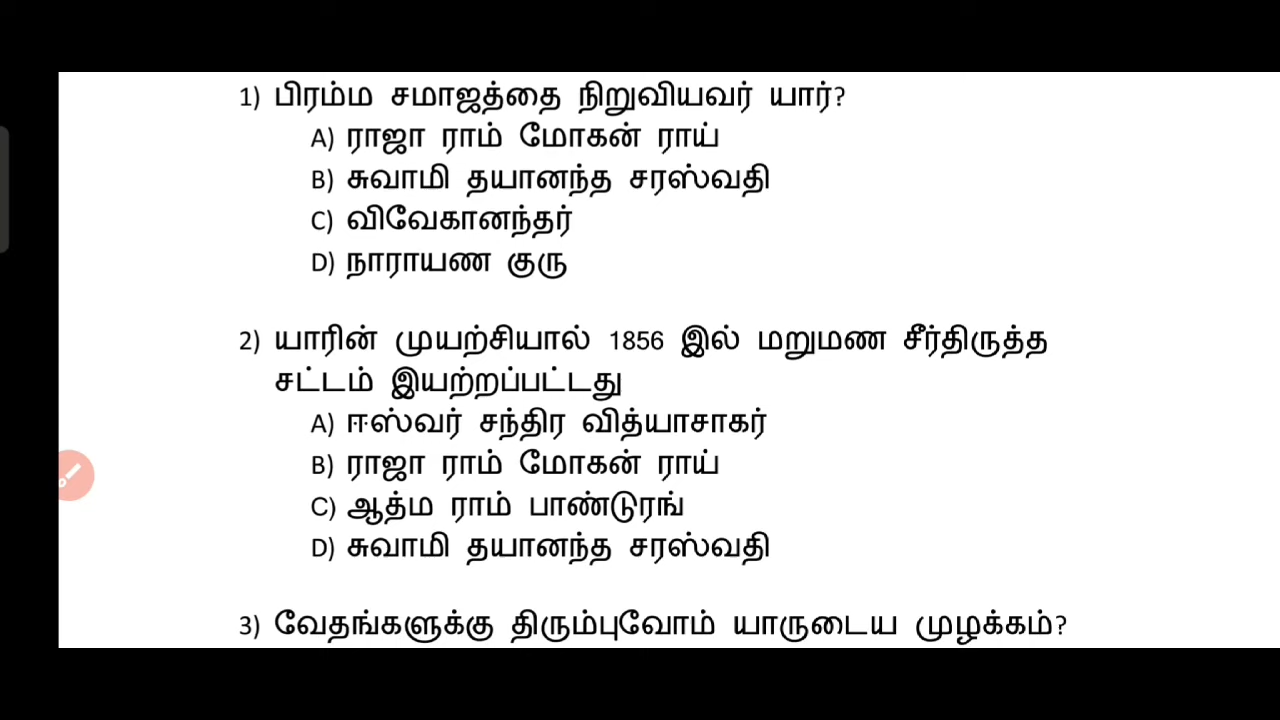 1) பிரம்ம சமாஜத்தை நிறுவியவர் யார்?
A) ராஜா ராம் மோகன் ராய்
B) சுவாமி தயானந்த சரஸ்வதி
C) விவேகானந்தர்
D) நாராயண குரு
2) யாரின் முயற்சியால் 1856 இல் மறுமண சீர்திருத்த
சட்டம் இயற்றப்பட்டது
A) ஈஸ்வர் சந்திர வித்யாசாகர்
B) ராஜா ராம் மோகன் ராய்
C) ஆத்ம ராம் பாண்டுரங்
D) சுவாமி தயானந்த சரஸ்வதி
3) வேதங்களுக்கு திரும்புவோம் யாருடைய முழக்கம்?